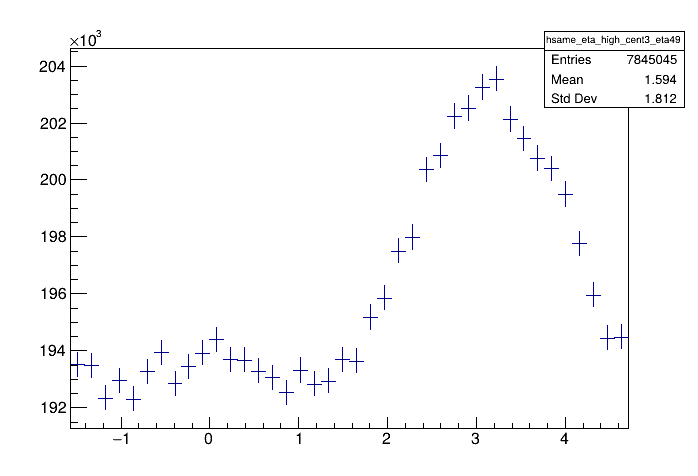 ×10³
hsame_eta_high_cent3_eta49
Entries 7845045
Mean 1.594
Std Dev 1.812
204
202
200
198
196
194
192
−1 0 1 2 3 4